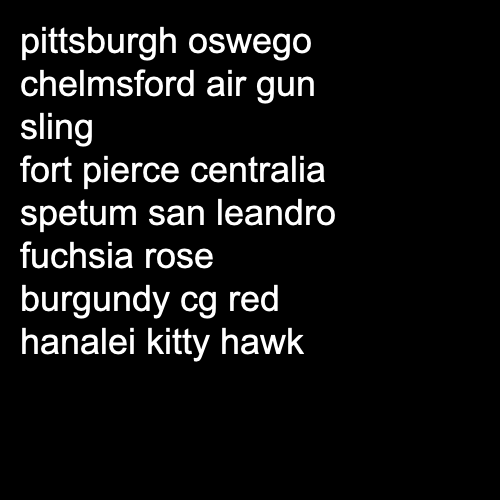 pittsburgh oswego
chelmsford air gun
sling
fort pierce centralia
spetum san leandro
fuchsia rose
burgundy cg red
hanalei kitty hawk